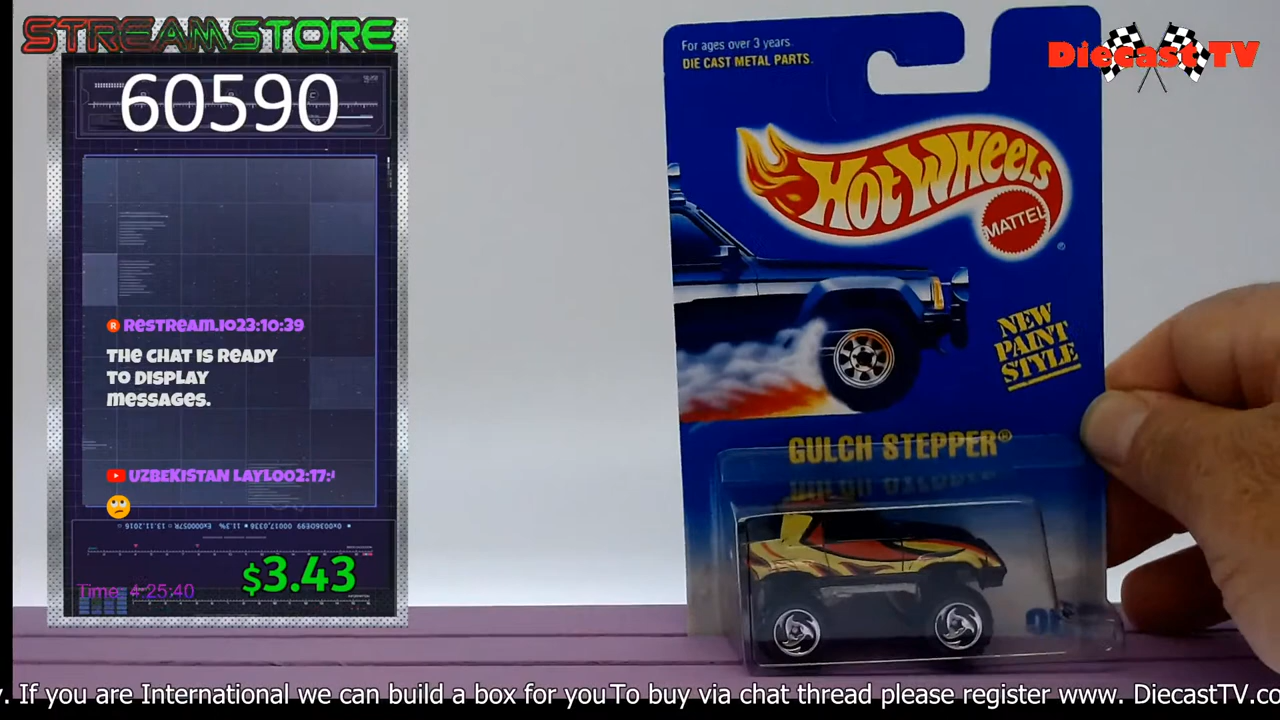 STREAMSTORE
60590
Restream.io23:10:39
THE CHAT IS READY
TO DISPLAY
messages.
UZBEKISTAN LAYLO02:17:
$3.43
Time: 4:25:40
For ages over 3 years.
DIE CAST METAL PARTS.
Diecast TV
HOT WHEELS
MATTEL
®
NEW
PAINT
STYLE
GULCH STEPPER®
y. If you are International we can build a box for youTo buy via chat thread please register www. DiecastTV.co